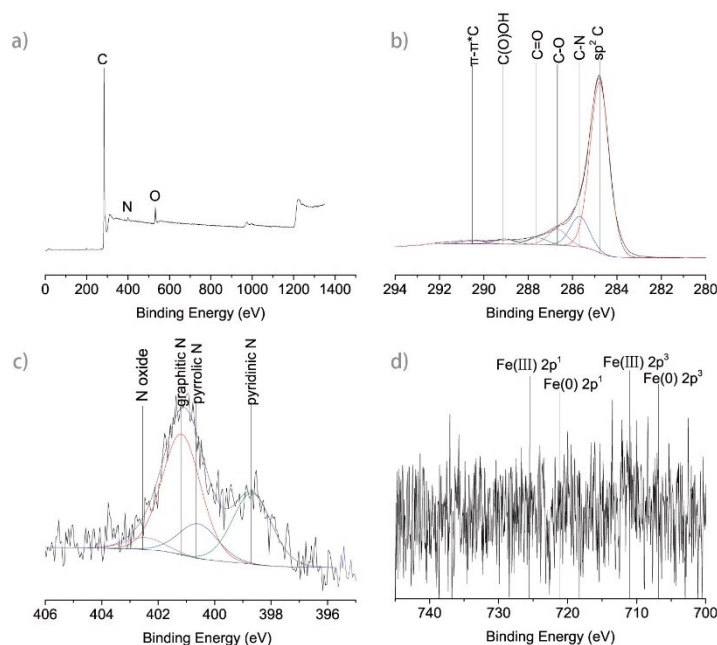 a)
C
N
O
0 200 400 600 800 1000 1200 1400
Binding Energy (eV)
b)
π-π*C
C(O)OH
C=O
C-O
C-N
sp² C
294 292 290 288 286 284 282 280
Binding Energy (eV)
c)
N oxide
graphitic N
pyrrolic N
pyridinic N
406 404 402 400 398 396
Binding Energy (eV)
d)
Fe(III) 2p¹
Fe(0) 2p¹
Fe(III) 2p³
Fe(0) 2p³
740 730 720 710 700
Binding Energy (eV)